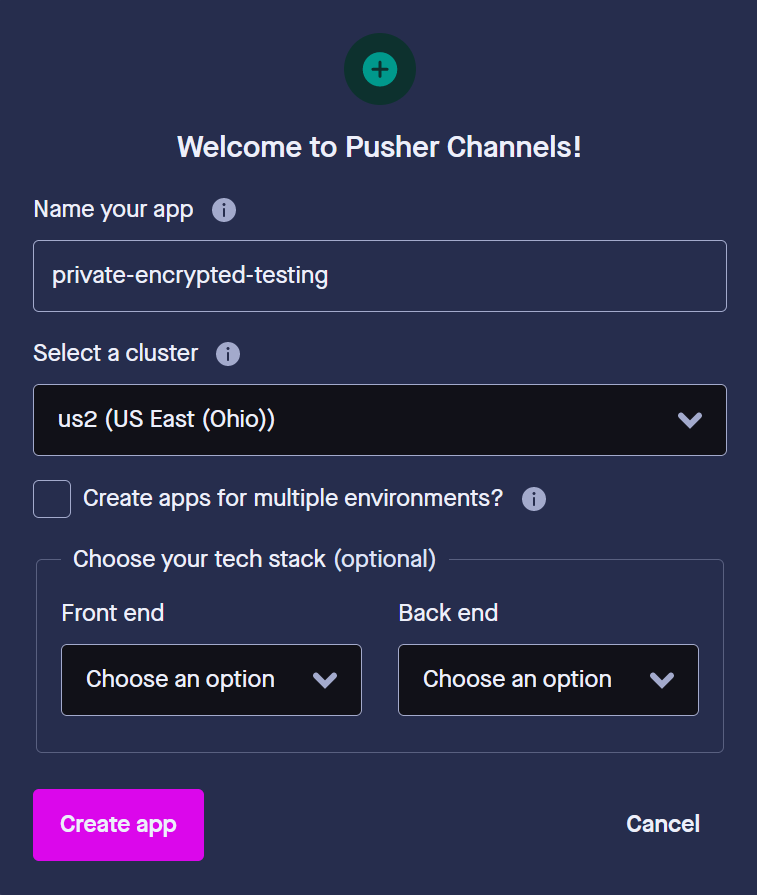 Welcome to Pusher Channels!
Name your app
private-encrypted-testing
Select a cluster
us2 (US East (Ohio))
Create apps for multiple environments?
Choose your tech stack (optional)
Front end Back end
Choose an option Choose an option
Create app Cancel